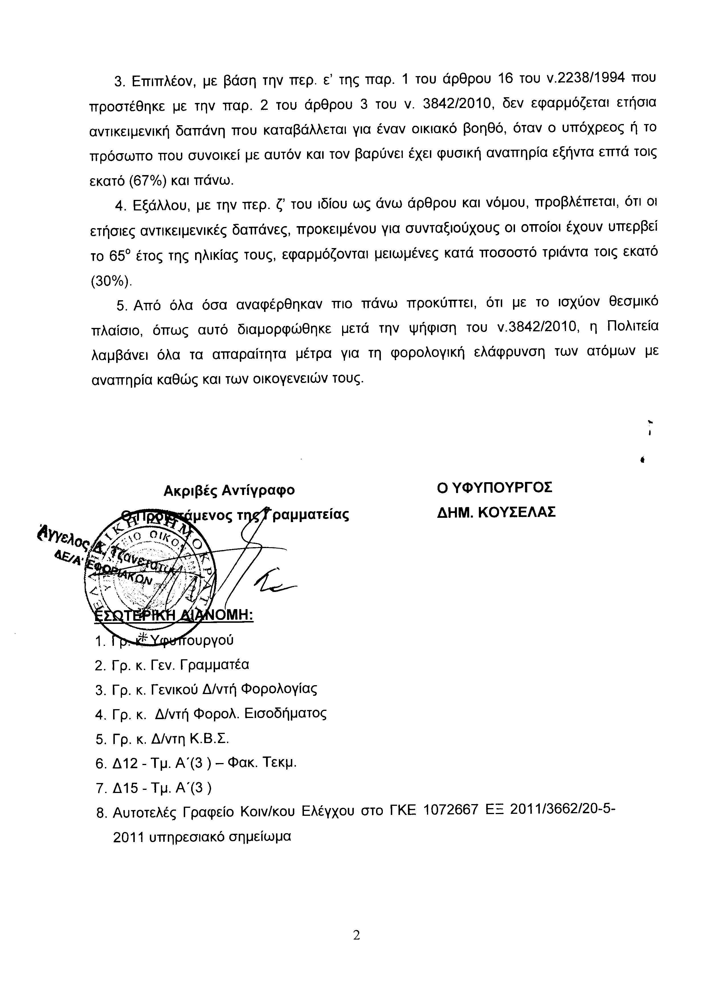 3. Επιπλέον, με βάση την περ. ε’ της παρ. 1 του άρθρου 16 του ν.2238/1994 που
προστέθηκε με την παρ. 2 του άρθρου 3 του ν. 3842/2010, δεν εφαρμόζεται ετήσια
αντικειμενική δαπάνη που καταβάλλεται για έναν οικιακό βοηθό, όταν ο υπόχρεος ή το
πρόσωπο που συνοικεί με αυτόν και τον βαρύνει έχει φυσική αναπηρία εξήντα επτά τοις
εκατό (67%) και πάνω.
4. Εξάλλου, με την περ. ζ’ του ιδίου ως άνω άρθρου και νόμου, προβλέπεται, ότι οι
ετήσιες αντικειμενικές δαπάνες, προκειμένου για συνταξιούχους οι οποίοι έχουν υπερβεί
το 65° έτος της ηλικίας τους, εφαρμόζονται μειωμένες κατά ποσοστό τριάντα τοις εκατό
(30%).
5. Από όλα όσα αναφέρθηκαν πιο πάνω προκύπτει, ότι με το ισχύον θεσμικό
πλαίσιο, όπως αυτό διαμορφώθηκε μετά την ψήφιση του ν.3842/2010, η Πολιτεία
λαμβάνει όλα τα απαραίτητα μέτρα για τη φορολογική ελάφρυνση των ατόμων με
αναπηρία καθώς και των οικογενειών τους.
Ακριβές Αντίγραφο
Ο Προϊστάμενος της Γραμματείας
Ο ΥΦΥΠΟΥΡΓΟΣ
ΔΗΜ. ΚΟΥΣΕΛΑΣ
Άγγελος Δ. Τζανετάτος
ΔΕ/Α' ΕΦΟΡΙΑΚΩΝ
ΕΛΛΗΝΙΚΗ ΔΗΜΟΚΡΑΤΙΑ
ΕΣΩΤΕΡΙΚΗ ΔΙΑΝΟΜΗ:
1. Γρ. κ. Υφυπουργού
2. Γρ. κ. Γεν. Γραμματέα
3. Γρ. κ. Γενικού Δ/ντή Φορολογίας
4. Γρ. κ. Δ/ντή Φορολ. Εισοδήματος
5. Γρ. κ. Δ/ντη Κ.Β.Σ.
6. Δ12 - Τμ. Α΄(3 ) – Φακ. Τεκμ.
7. Δ15 - Τμ. Α΄(3 )
8. Αυτοτελές Γραφείο Κοιν/κου Ελέγχου στο ΓΚΕ 1072667 ΕΞ 2011/3662/20-5-
2011 υπηρεσιακό σημείωμα
2